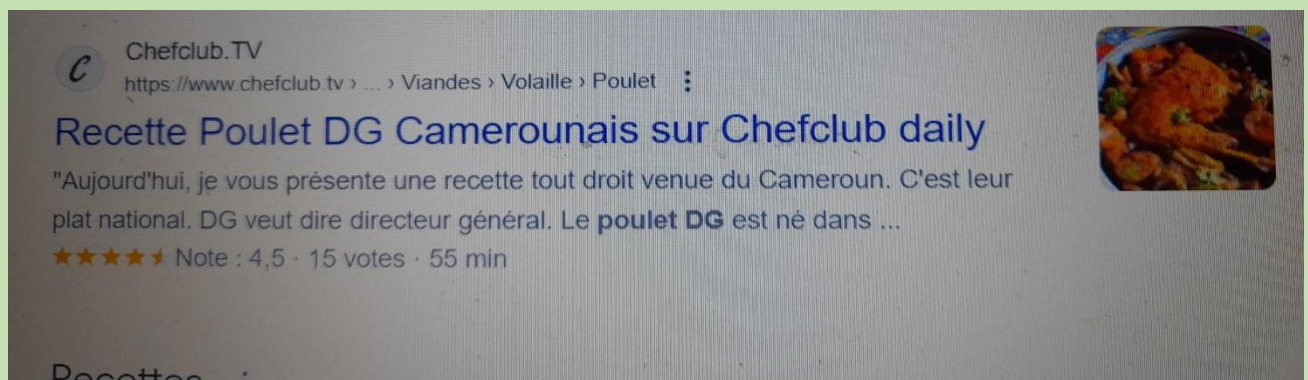 Chefclub.TV
https://www.chefclub.tv › ... › Viandes › Volaille › Poulet
Recette Poulet DG Camerounais sur Chefclub daily
"Aujourd'hui, je vous présente une recette tout droit venue du Cameroun. C'est leur
plat national. DG veut dire directeur général. Le poulet DG est né dans ...
Note : 4,5 · 15 votes · 55 min
Recettes